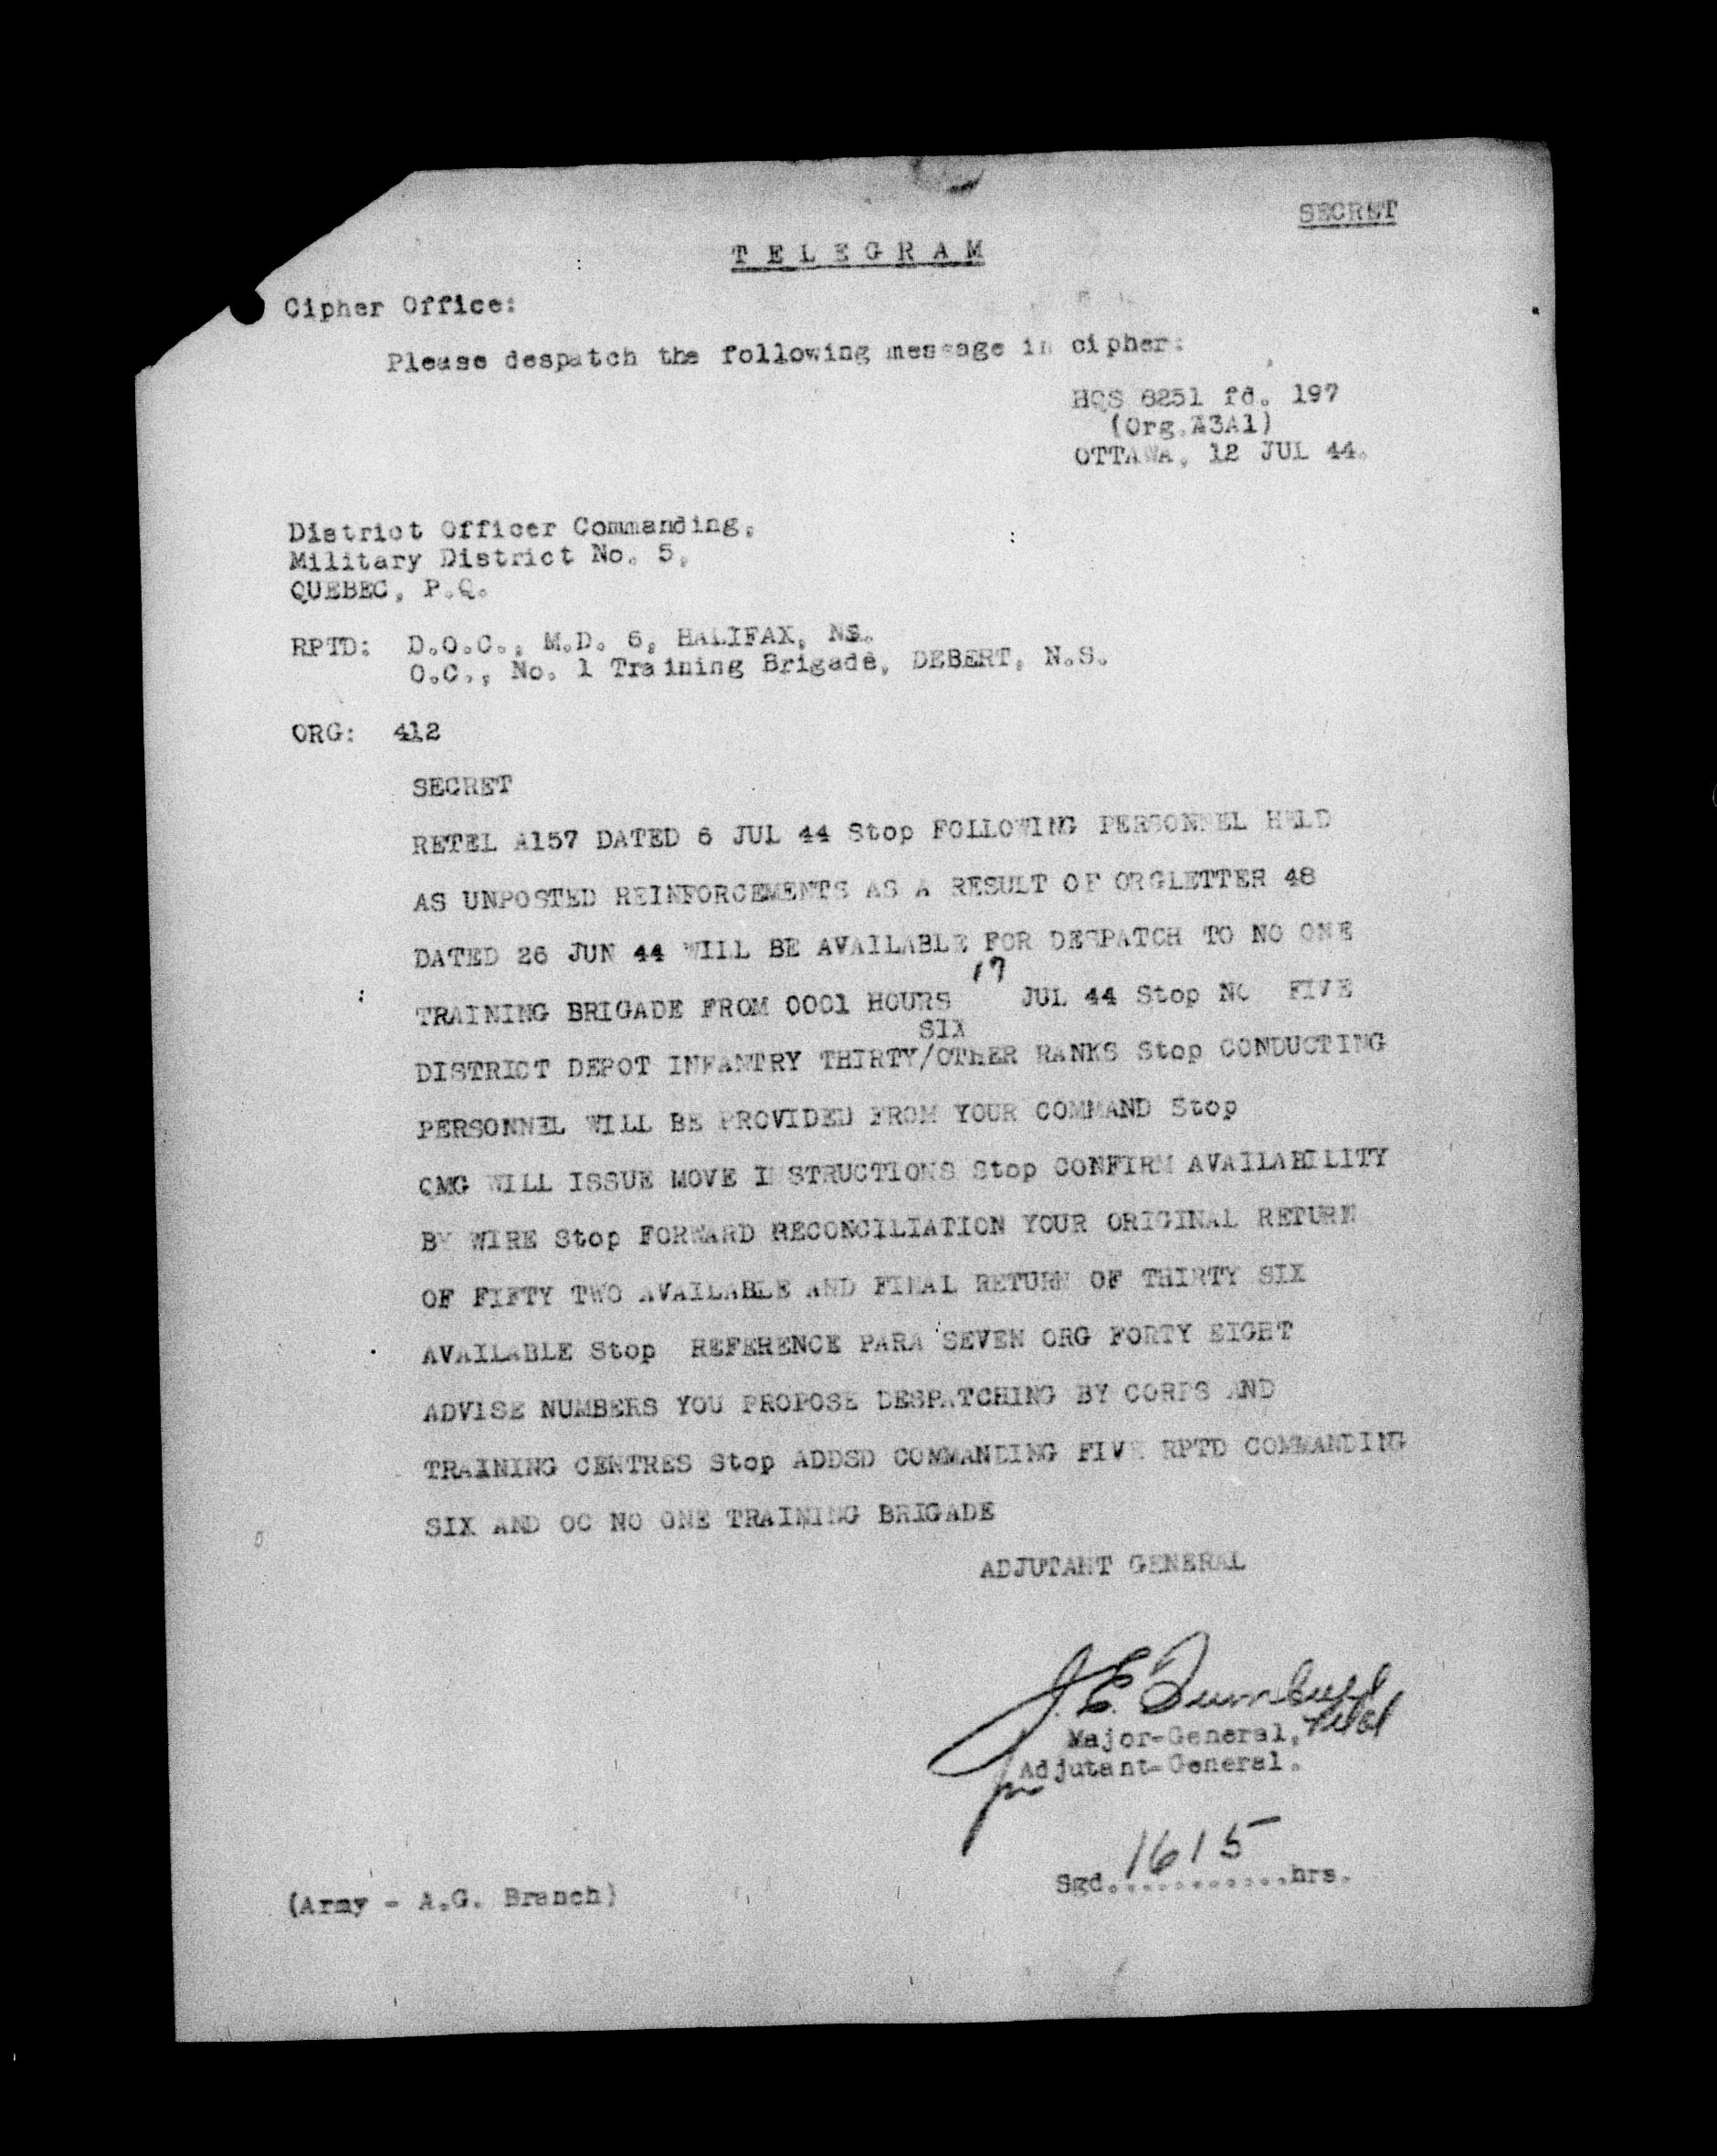 SECRET
TELEGRAM
Cipher Office:
Please despatch the following message in cipher:
HQS 8251 fd. 197
(Org.A3A1)
OTTAWA, 12 JUL 44.
District Officer Commanding,
Military District No. 5,
QUEBEC, P.Q.
RPTD: D.O.C., M.D. 6, HALIFAX, NS.
O.C., No. 1 Training Brigade, DEBERT, N.S.
ORG: 412
SECRET
RETEL A157 DATED 6 JUL 44 Stop FOLLOWING PERSONNEL HELD
AS UNPOSTED REINFORCEMENTS AS A RESULT OF ORGLETTER 48
DATED 26 JUN 44 WILL BE AVAILABLE FOR DESPATCH TO NO ONE
TRAINING BRIGADE FROM 0001 HOURS 17 JUL 44 Stop NO FIVE
SIX
DISTRICT DEPOT INFANTRY THIRTY/OTHER RANKS Stop CONDUCTING
PERSONNEL WILL BE PROVIDED FROM YOUR COMMAND Stop
QMG WILL ISSUE MOVE INSTRUCTIONS Stop CONFIRM AVAILABILITY
BY WIRE Stop FORWARD RECONCILIATION YOUR ORIGINAL RETURN
OF FIFTY TWO AVAILABLE AND FINAL RETURN OF THIRTY SIX
AVAILABLE Stop REFERENCE PARA SEVEN ORG FORTY EIGHT
ADVISE NUMBERS YOU PROPOSE DESPATCHING BY CORPS AND
TRAINING CENTRES Stop ADDSD COMMANDING FIVE RPTD COMMANDING
SIX AND OC NO ONE TRAINING BRIGADE
ADJUTANT GENERAL
J. E.
Major-General,
for Adjutant-General.
Sgd. 1615 hrs.
(Army - A.G. Branch)